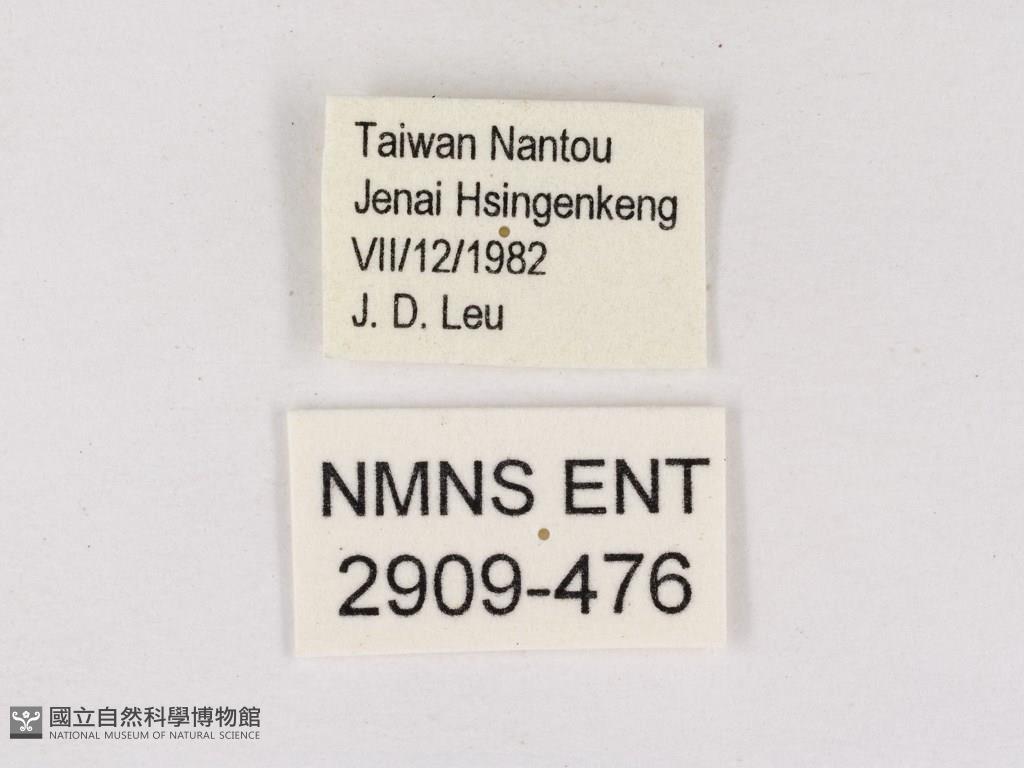 Taiwan Nantou
Jenai Hsingenkeng
VII/12/1982
J. D. Leu
NMNS ENT
2909-476
國立自然科學博物館
NATIONAL MUSEUM OF NATURAL SCIENCE